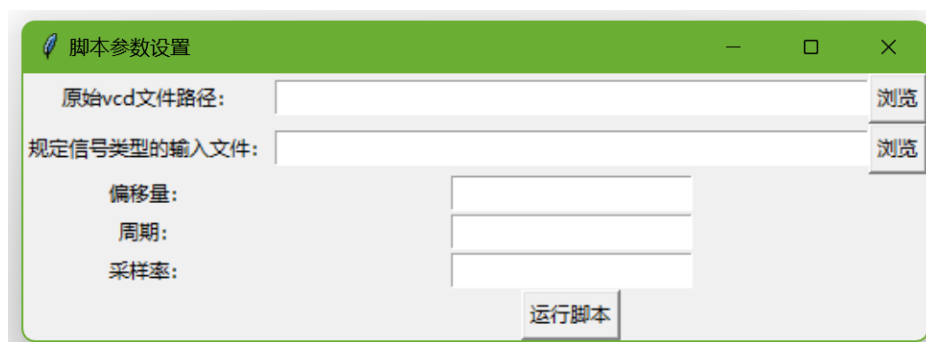 脚本参数设置
原始vcd文件路径： 浏览
规定信号类型的输入文件： 浏览
偏移量：
周期：
采样率：
运行脚本